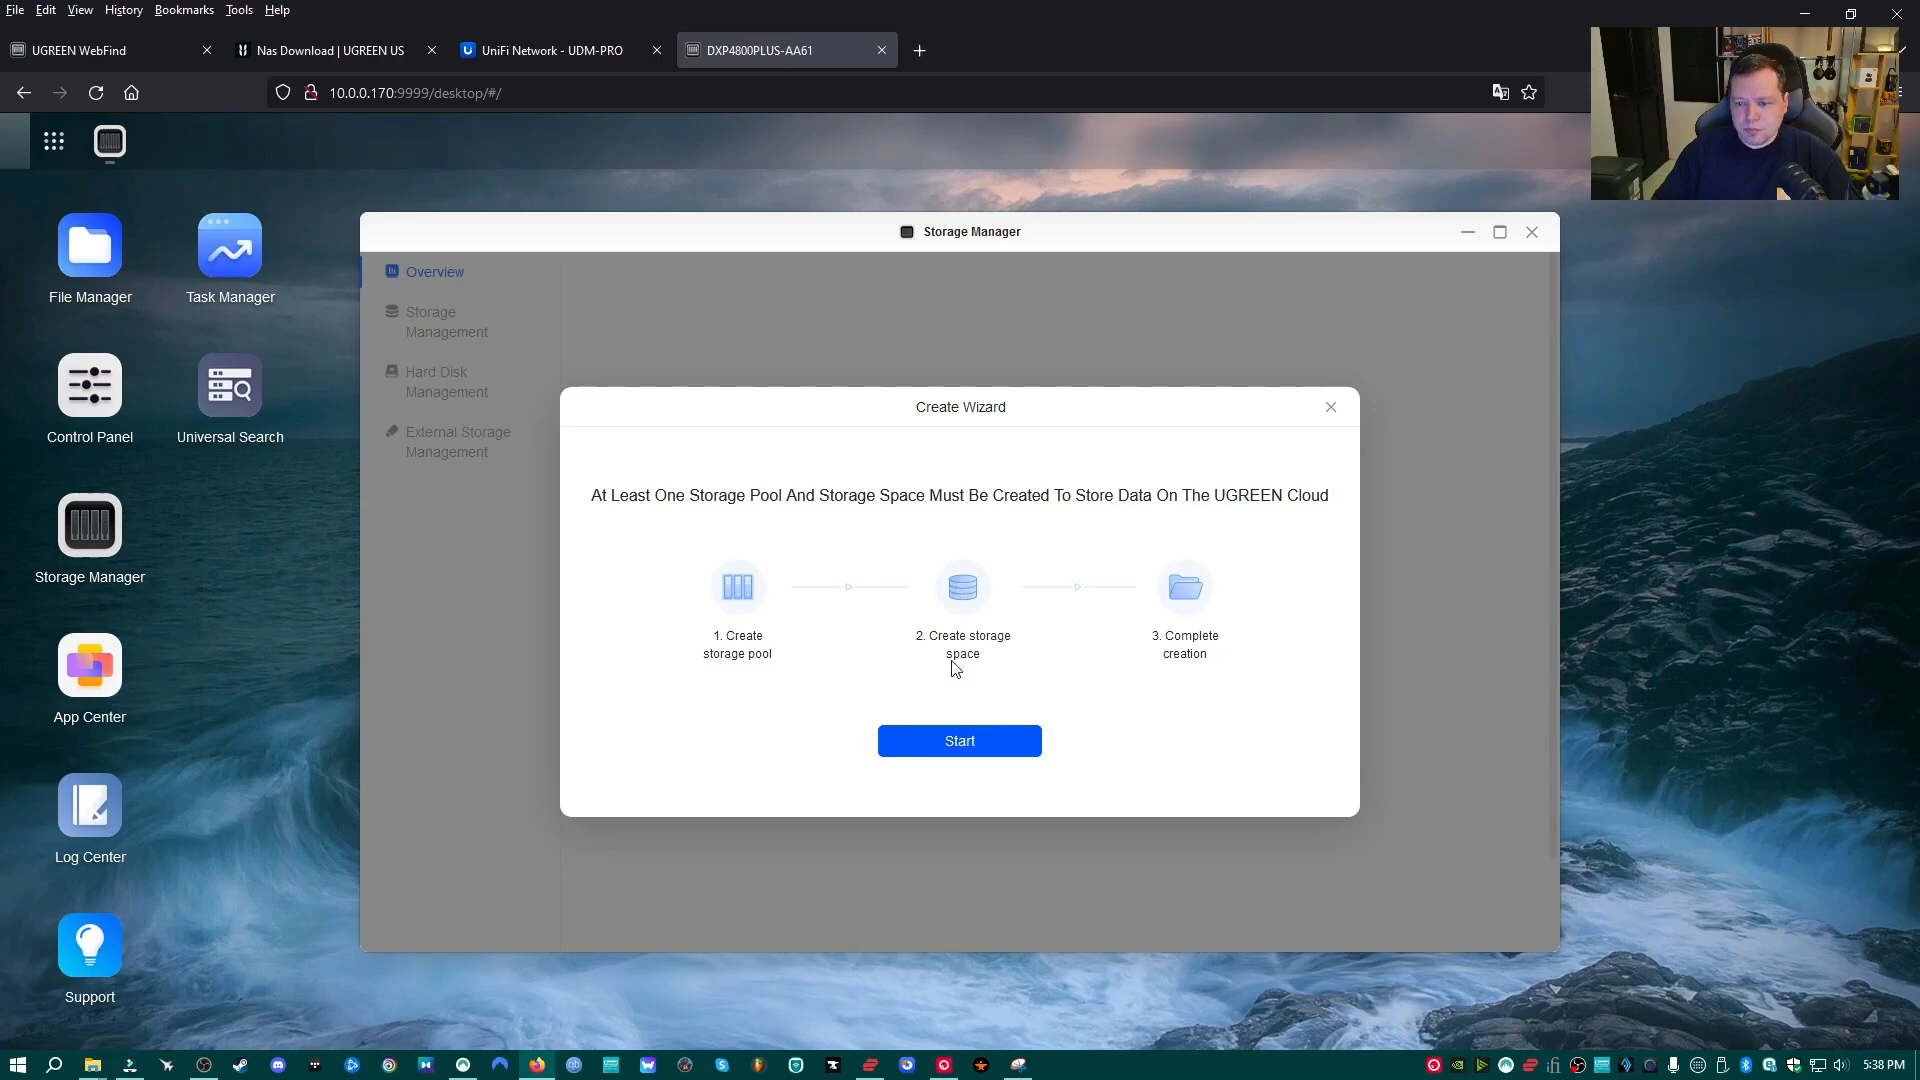 File Edit View History Bookmarks Tools Help
UGREEN WebFind
Nas Download | UGREEN US
UniFi Network - UDM-PRO
DXP4800PLUS-AA61
10.0.0.170:9999/desktop/#/
File Manager
Task Manager
Control Panel
Universal Search
Storage Manager
App Center
Log Center
Support
Storage Manager
Overview
Storage
Management
Hard Disk
Management
External Storage
Management
Create Wizard
At Least One Storage Pool And Storage Space Must Be Created To Store Data On The UGREEN Cloud
1. Create
storage pool
2. Create storage
space
3. Complete
creation
Start
5:38 PM